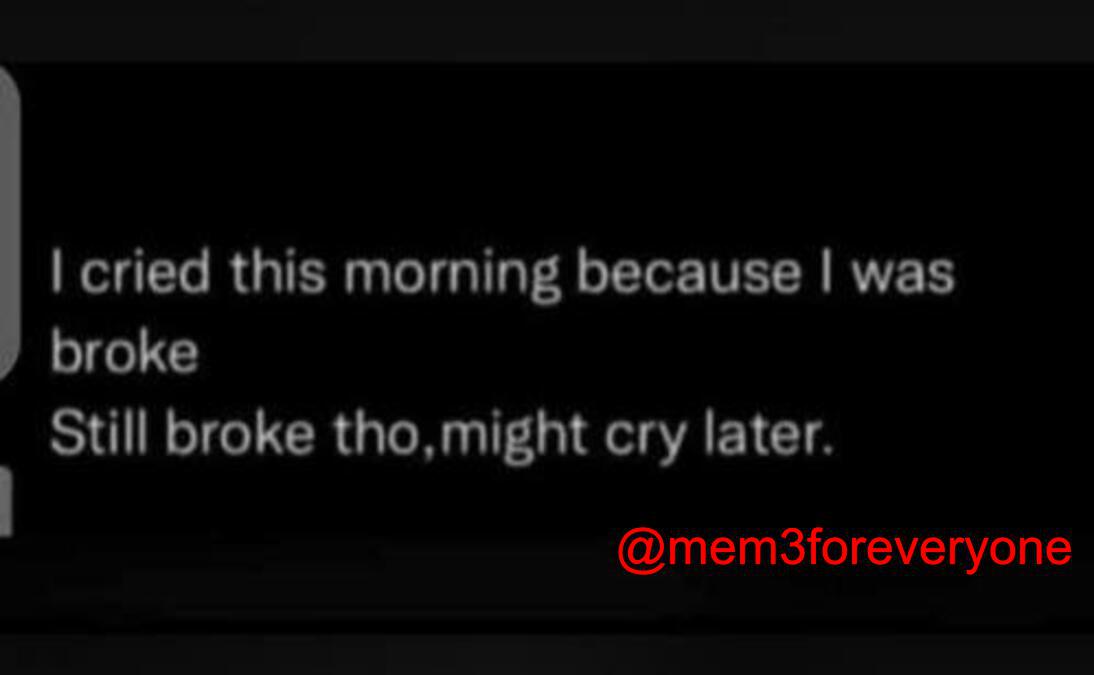 I cried this morning because I was
broke
Still broke tho,might cry later.
@mem3foreveryone